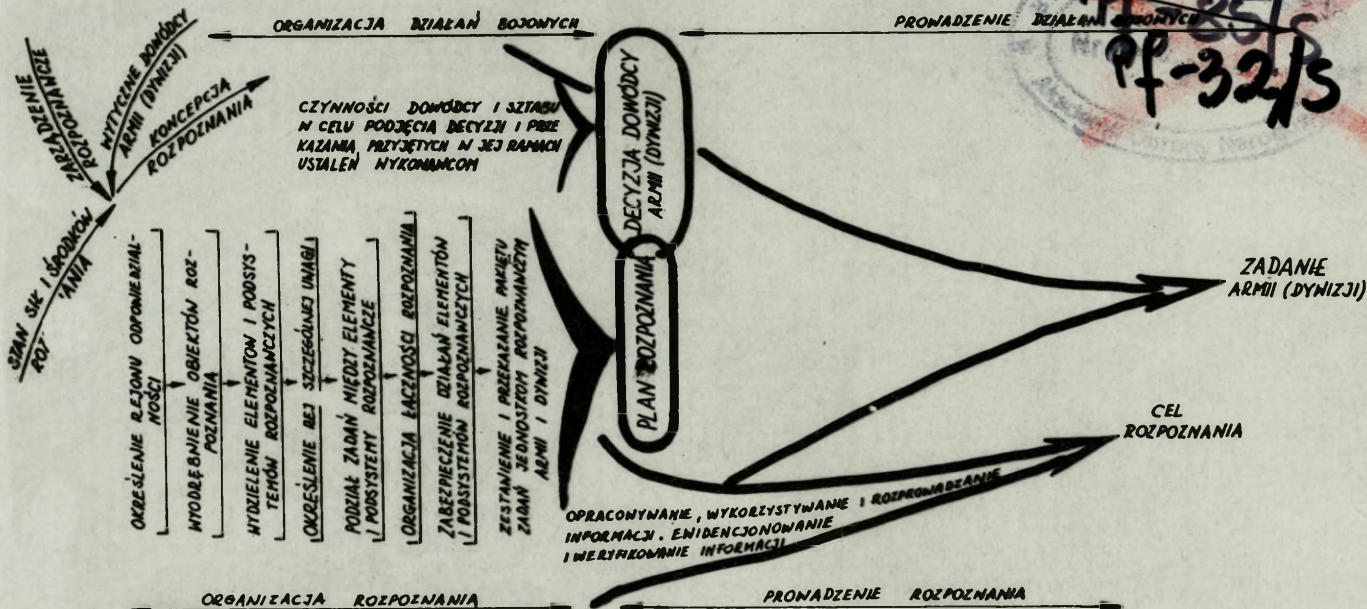 ORGANIZACJA DZIAŁAŃ BOJOWYCH
PROWADZENIE DZIAŁAŃ BOJOWYCH
Pf-32/S
ZARZĄDZENIE
ROZPOZNAWCZE
WYTYCZNE DOWÓDCY
ARMII (DYWIZJI)
KONCEPCJA
ROZPOZNANIA
STAN SIŁ I ŚRODKÓW
CZYNNOŚCI DOWÓDCY I SZTABU
W CELU PODJĘCIA DECYZJI I PRZE
KAZANIA PRZYJĘTYCH W JEJ RAMACH
USTALEŃ WYKONAWCOM
DECYZJA DOWÓDCY
ARMII (DYWIZJI)
PLAN ROZPOZNANIA
OKREŚLENIE REJONU ODPOWIEDZIAL-
NOŚCI
WYODRĘBNIENIE OBIEKTÓW ROZ-
POZNANIA
WYDZIELENIE ELEMENTÓW I PODSYS-
TEMÓW ROZPOZNAWCZYCH
OKREŚLENIE REJ SZCZEGÓLNEJ UWAGI
PODZIAŁ ZADAŃ MIĘDZY ELEMENTY
I PODSYSTEMY ROZPOZNAWCZE
ORGANIZACJA ŁĄCZNOŚCI ROZPOZNANIA
ZABEZPIECZENIE DZIAŁAŃ ELEMENTÓW
I PODSYSTEMÓW ROZPOZNAWCZYCH
ZESTAWIENIE I PRZEKAZANIE PAKIETU
ZADAŃ JEDNOSTKOM ROZPOZNAWCZYM
ARMII I DYWIZJI
ZADANIE
ARMII (DYWIZJI)
CEL
ROZPOZNANIA
OPRACOWYWANIE, WYKORZYSTYWANIE I ROZPROWADZANIE
INFORMACJI. EWIDENCJONOWANIE
I WERYFIKOWANIE INFORMACJI
ORGANIZACJA ROZPOZNANIA
PROWADZENIE ROZPOZNANIA